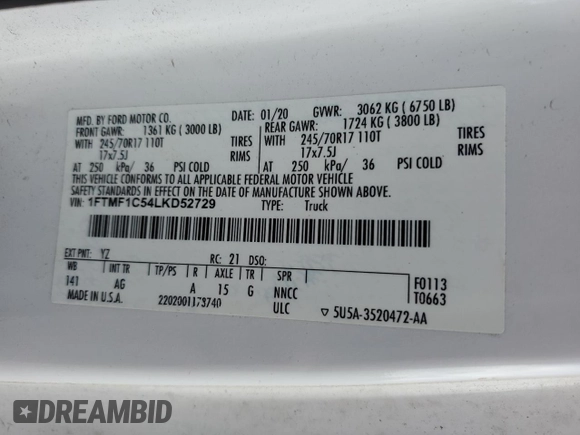 MFD. BY FORD MOTOR CO. DATE: 01/20 GVWR: 3062 KG ( 6750 LB)
FRONT GAWR: 1361 KG ( 3000 LB) REAR GAWR: 1724 KG ( 3800 LB)
WITH 245/70R17 110T TIRES WITH 245/70R17 110T TIRES
17x7.5J RIMS 17x7.5J RIMS
AT 250 kPa/ 36 PSI COLD AT 250 kPa/ 36 PSI COLD
THIS VEHICLE CONFORMS TO ALL APPLICABLE FEDERAL MOTOR VEHICLE
SAFETY STANDARDS IN EFFECT ON THE DATE OF MANUFACTURE SHOWN ABOVE.
VIN: 1FTMF1C54LKD52729 TYPE: Truck
EXT PNT: YZ RC: 21 DSO:
WB INT TR TP/PS R AXLE TR SPR F0113
141 AG A 15 G NNCC T0663
MADE IN U.S.A. 2202001173740 ULC ▽ 5U5A-3520472-AA
DREAMBID